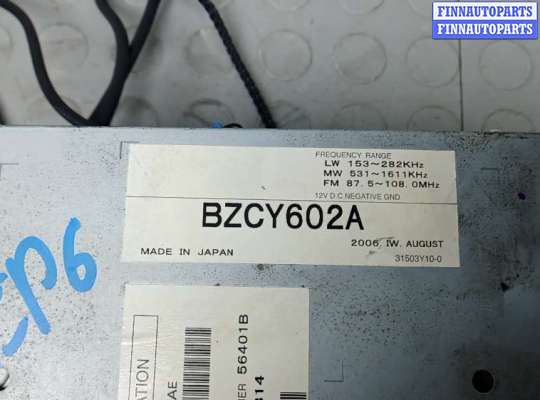 FINNAUTOPARTS
FINNAUTOPARTS
FREQUENCY RANGE
LW 153~282KHz
MW 531~1611KHz
FM 87.5~108.0MHz
12V D C NEGATIVE GND
BZCY602A
2006. IW. AUGUST
MADE IN JAPAN
31503Y10-0
56401B